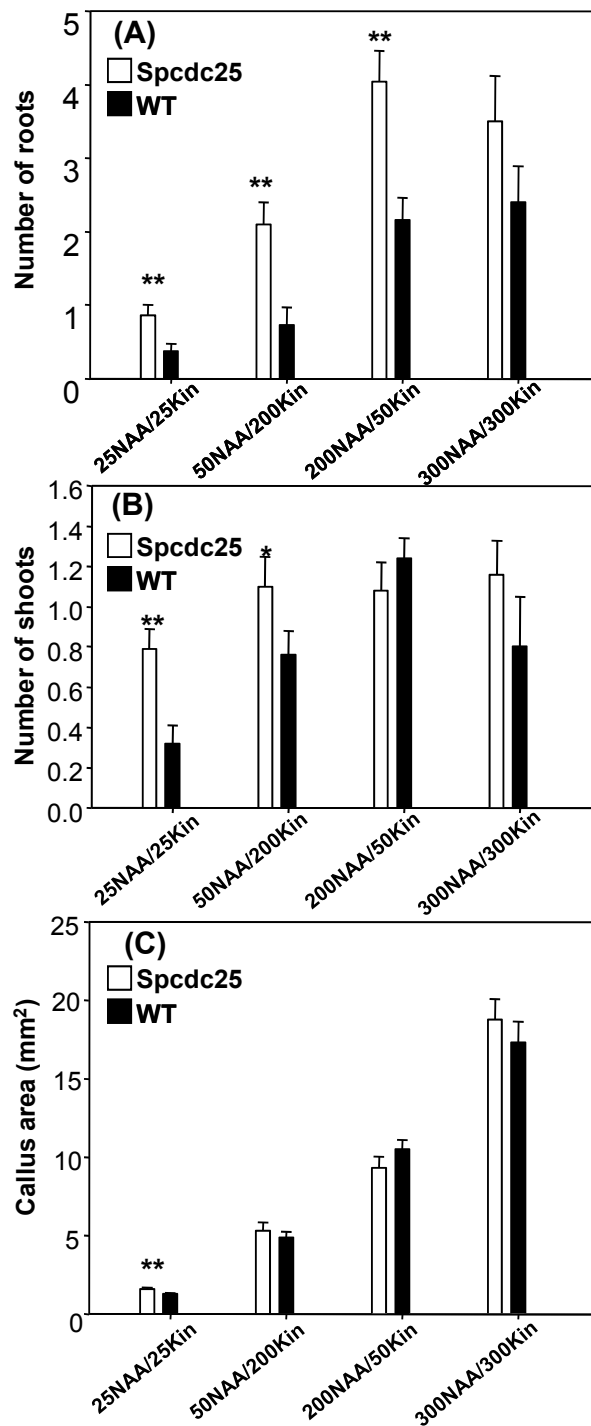 (A)
Spcdc25
WT
Number of roots
5
4
3
2
1
0
**
**
**
25NAA/25Kin
50NAA/200Kin
200NAA/50Kin
300NAA/300Kin
(B)
Spcdc25
WT
Number of shoots
1.6
1.4
1.2
1.0
0.8
0.6
0.4
0.2
0.0
**
*
25NAA/25Kin
50NAA/200Kin
200NAA/50Kin
300NAA/300Kin
(C)
Spcdc25
WT
Callus area (mm²)
25
20
15
10
5
0
**
25NAA/25Kin
50NAA/200Kin
200NAA/50Kin
300NAA/300Kin